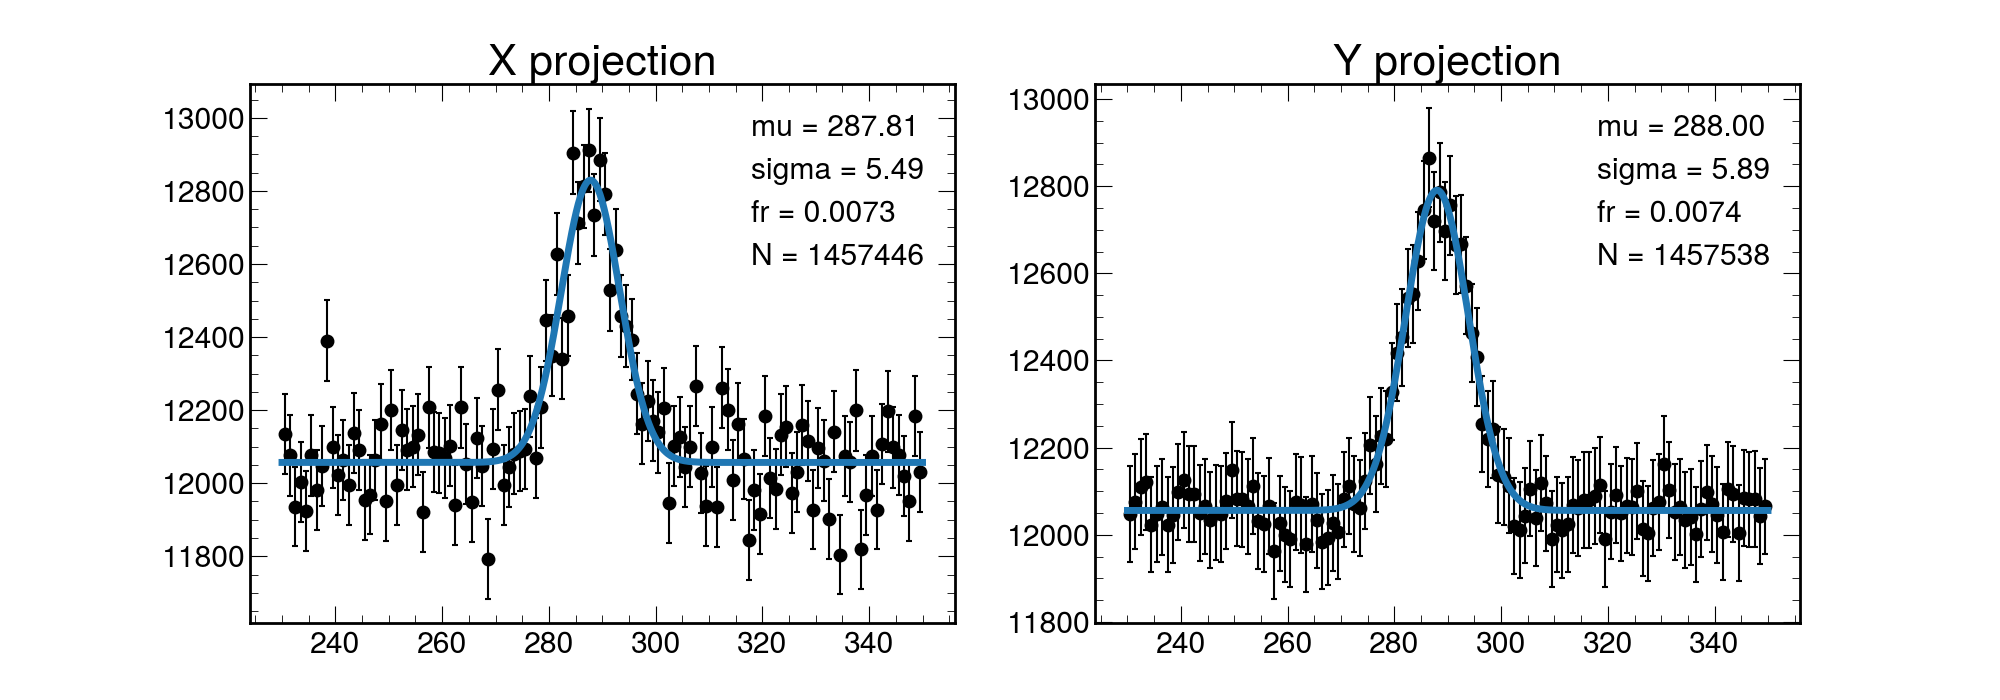 X projection
13000
12800
12600
12400
12200
12000
11800
240 260 280 300 320 340
mu = 287.81
sigma = 5.49
fr = 0.0073
N = 1457446
Y projection
13000
12800
12600
12400
12200
12000
11800
240 260 280 300 320 340
mu = 288.00
sigma = 5.89
fr = 0.0074
N = 1457538